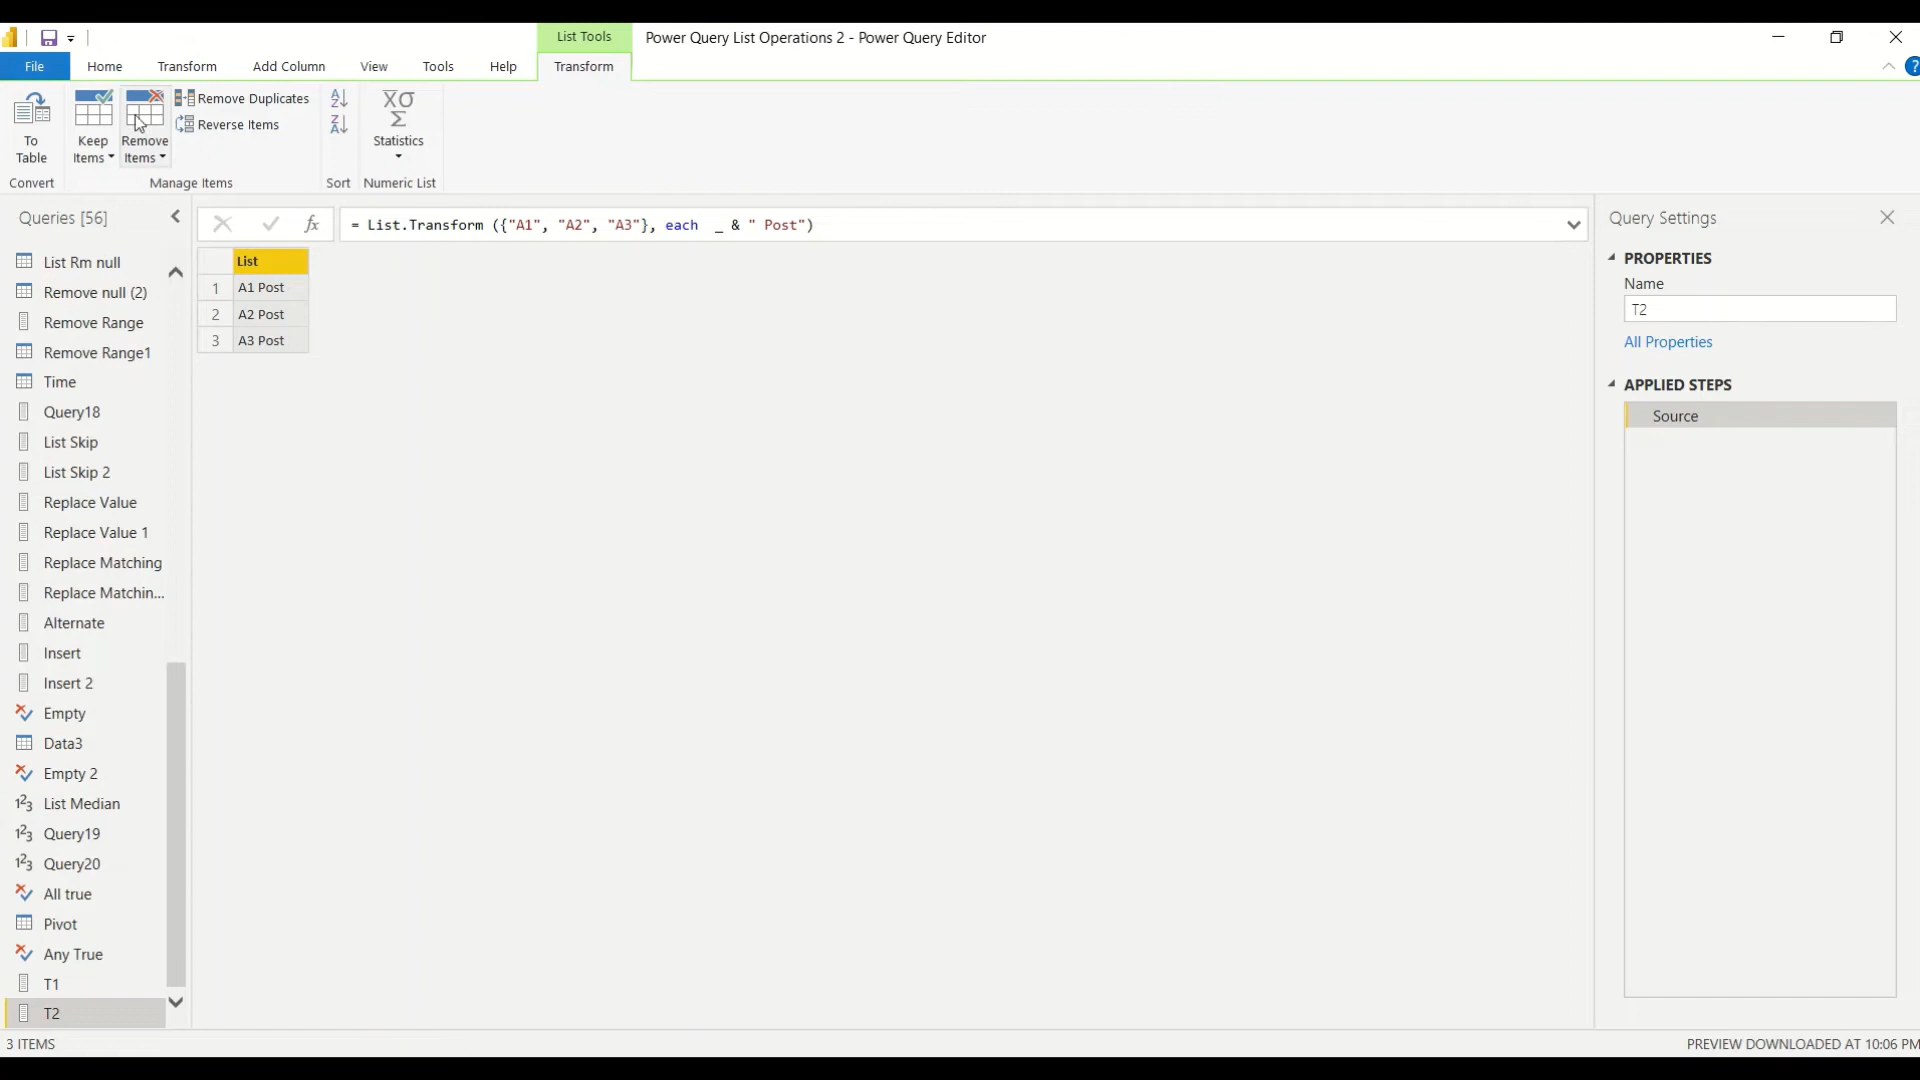 List Tools
Power Query List Operations 2 - Power Query Editor
File
Home
Transform
Add Column
View
Tools
Help
Transform
?
To
Table
Keep
Items
Remove
Items
Remove Duplicates
Reverse Items
A
Z
Z
A
Xσ
Σ
Statistics
Convert
Manage Items
Sort
Numeric List
Queries [56]
fx
= List.Transform ({"A1", "A2", "A3"}, each  _ & " Post")
Query Settings
List Rm null
Remove null (2)
Remove Range
Remove Range1
Time
Query18
List Skip
List Skip 2
Replace Value
Replace Value 1
Replace Matching
Replace Matchin...
Alternate
Insert
Insert 2
Empty
Data3
Empty 2
1²3 List Median
1²3 Query19
1²3 Query20
All true
Pivot
Any True
T1
T2
List
1 A1 Post
2 A2 Post
3 A3 Post
PROPERTIES
Name
T2
All Properties
APPLIED STEPS
Source
3 ITEMS
PREVIEW DOWNLOADED AT 10:06 PM